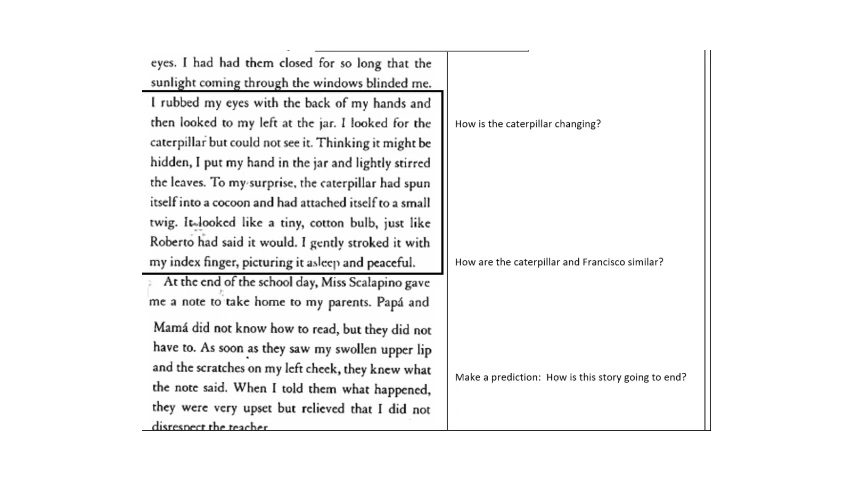 eyes. I had had them closed for so long that the
sunlight coming through the windows blinded me.
I rubbed my eyes with the back of my hands and
then looked to my left at the jar. I looked for the
caterpillar but could not see it. Thinking it might be
hidden, I put my hand in the jar and lightly stirred
the leaves. To my surprise, the caterpillar had spun
itself into a cocoon and had attached itself to a small
twig. It looked like a tiny, cotton bulb, just like
Roberto had said it would. I gently stroked it with
my index finger, picturing it asleep and peaceful.
At the end of the school day, Miss Scalapino gave
me a note to take home to my parents. Papá and
Mamá did not know how to read, but they did not
have to. As soon as they saw my swollen upper lip
and the scratches on my left cheek, they knew what
the note said. When I told them what happened,
they were very upset but relieved that I did not
disrespect the teacher.
How is the caterpillar changing?
How are the caterpillar and Francisco similar?
Make a prediction: How is this story going to end?